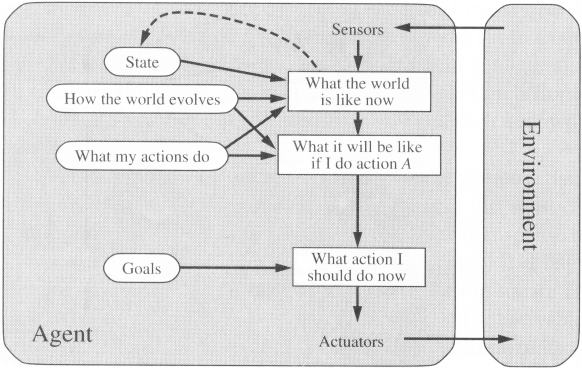 Sensors
State
What the world
is like now
How the world evolves
What my actions do
What it will be like
if I do action A
Goals
What action I
should do now
Agent
Actuators
Environment